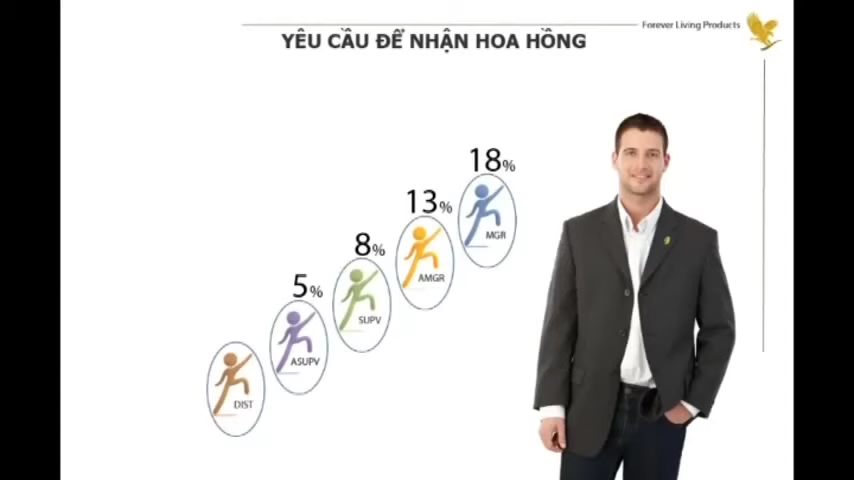 Forever Living Products
YÊU CẦU ĐỂ NHẬN HOA HỒNG
18%
MGR
13%
AMGR
8%
SUPV
5%
ASUPV
DIST